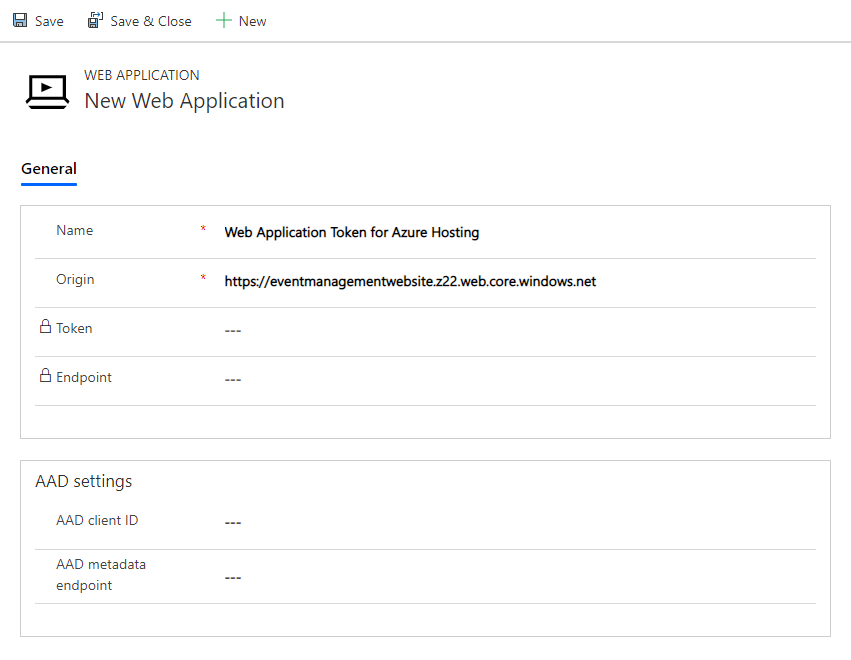 Save Save & Close New
WEB APPLICATION
New Web Application
General
Name * Web Application Token for Azure Hosting
Origin * https://eventmanagementwebsite.z22.web.core.windows.net
Token ---
Endpoint ---
AAD settings
AAD client ID ---
AAD metadata
endpoint ---